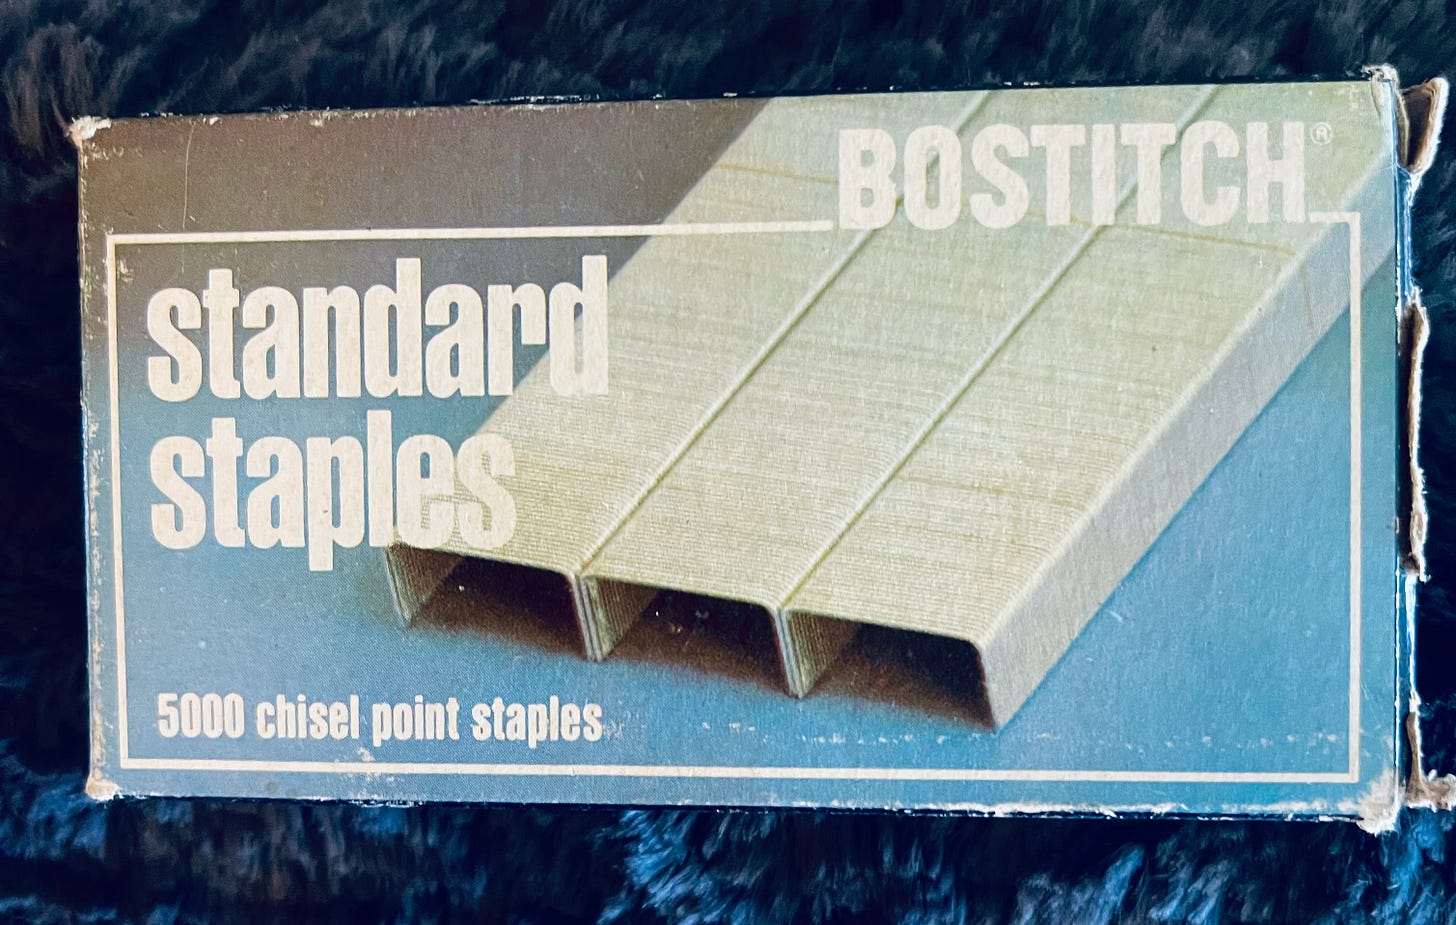 BOSTITCH®
standard
staples
5000 chisel point staples